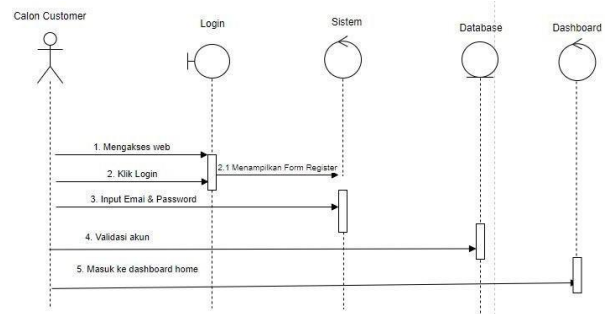 Calon Customer
Login
Sistem
Database
Dashboard
1. Mengakses web
2. Klik Login
2.1 Menampilkan Form Register
3. Input Emai & Password
4. Validasi akun
5. Masuk ke dashboard home